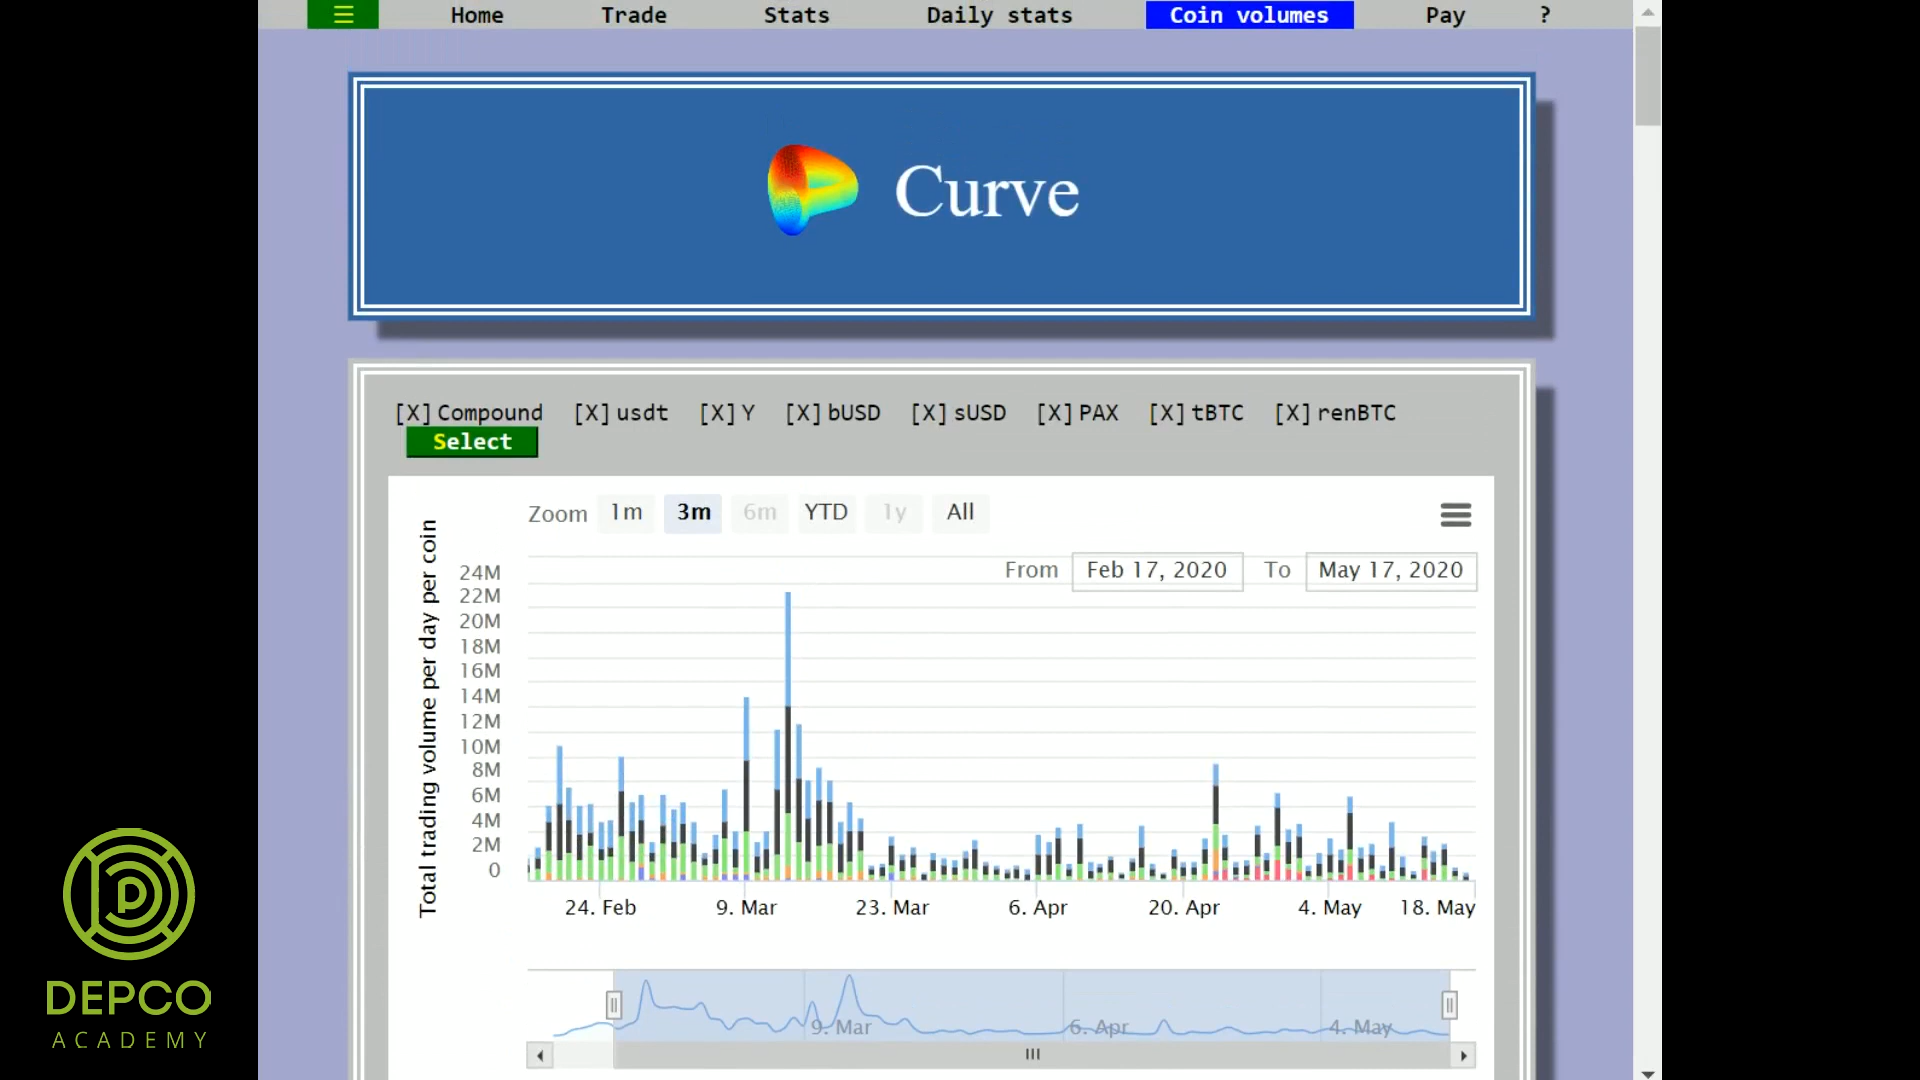 ☰ Home Trade Stats Daily stats Coin volumes Pay ?
Curve
[X] Compound [X] usdt [X] Y [X] bUSD [X] sUSD [X] PAX [X] tBTC [X] renBTC
Select
Zoom 1m 3m 6m YTD 1y All
From Feb 17, 2020 To May 17, 2020
Total trading volume per day per coin
24M
22M
20M
18M
16M
14M
12M
10M
8M
6M
4M
2M
0
24. Feb 9. Mar 23. Mar 6. Apr 20. Apr 4. May 18. May
9. Mar 6. Apr 4. May
DEPCO
ACADEMY